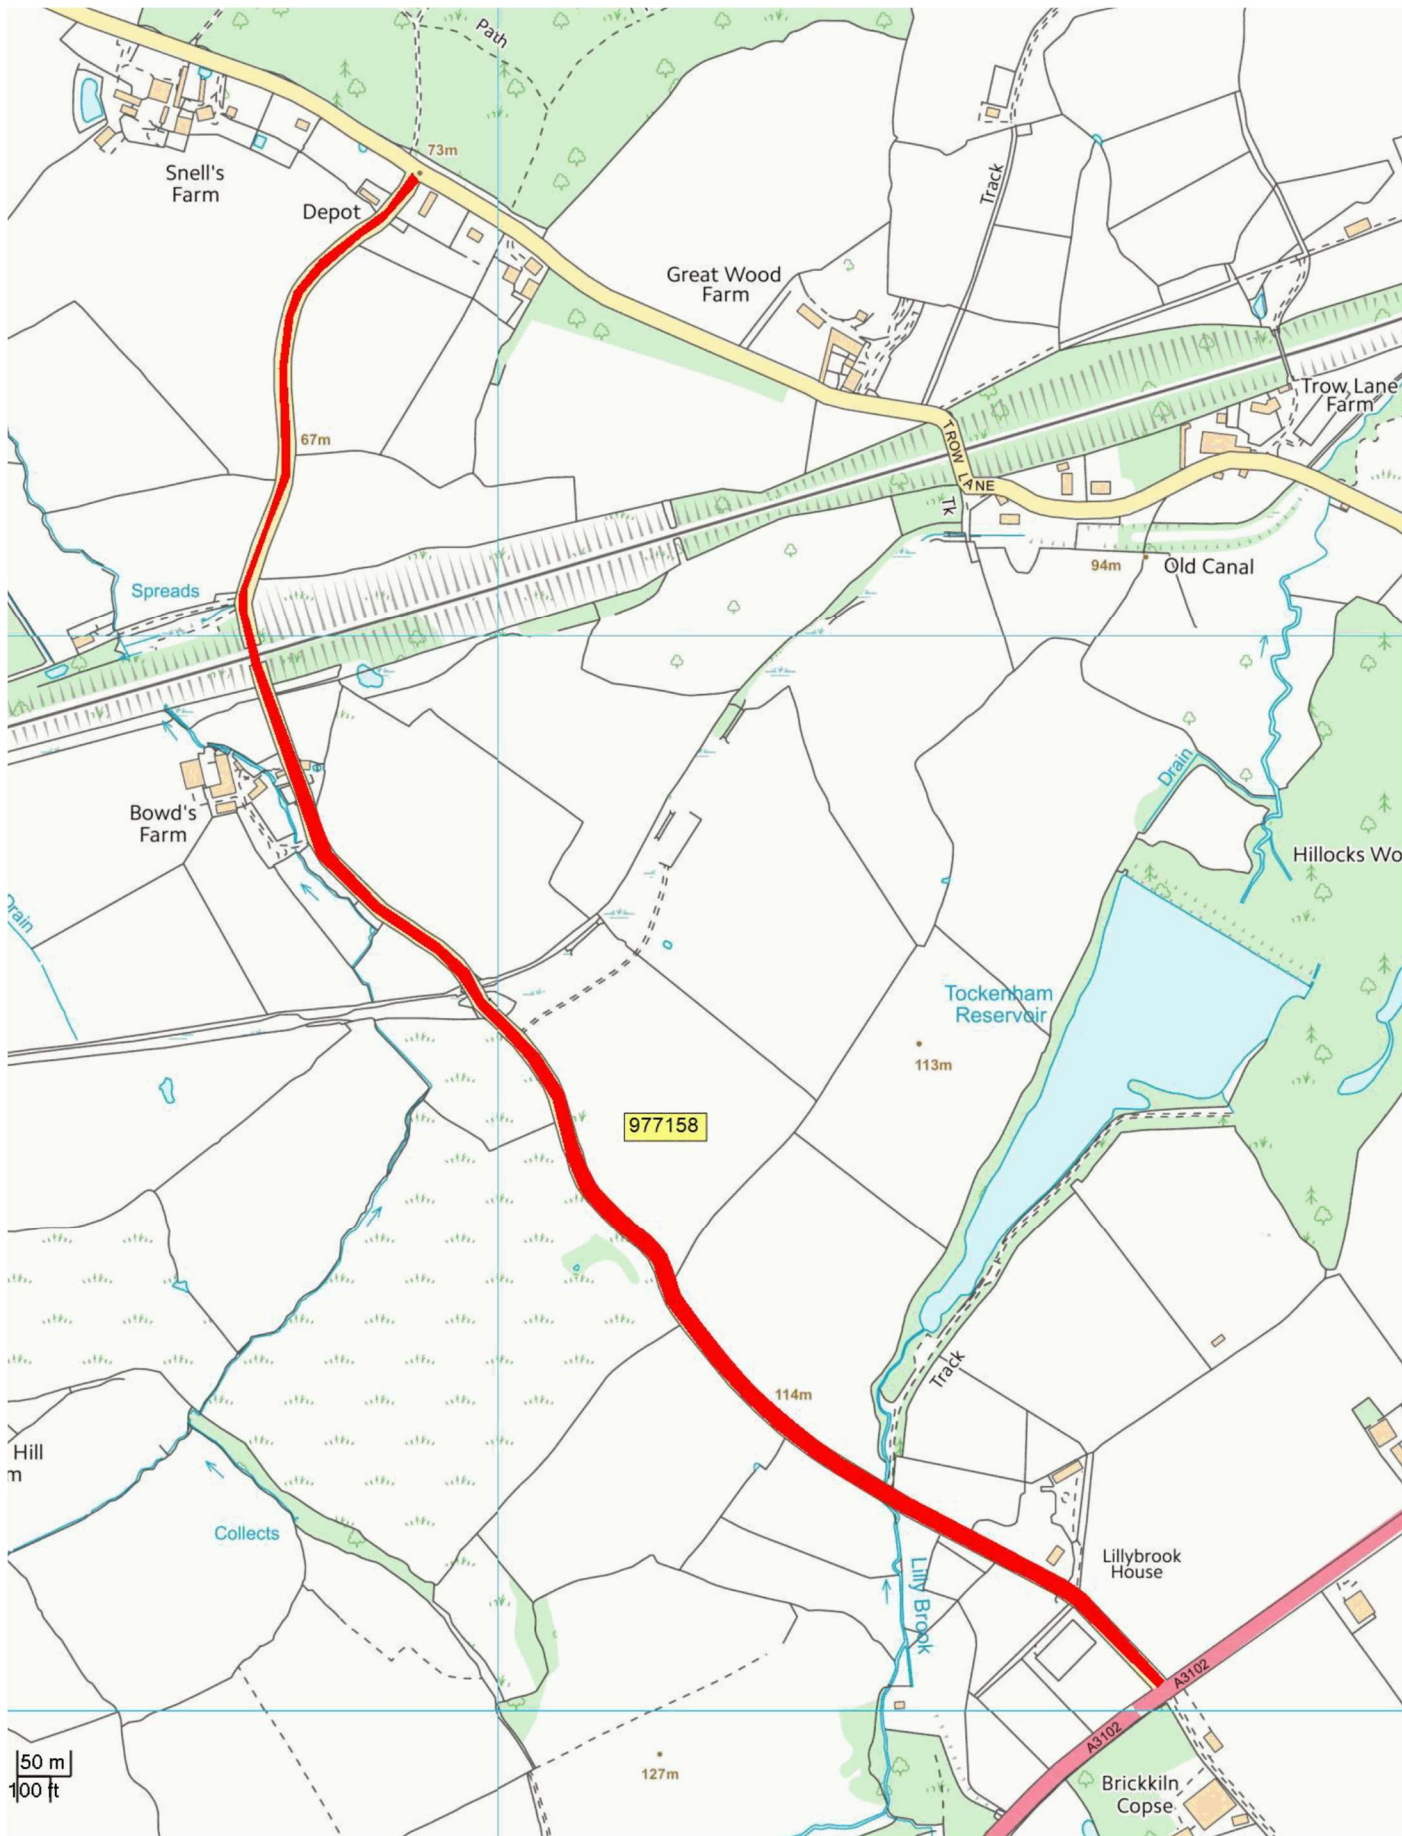 Path
73m
Snell's
Farm
Depot
Track
Great Wood
Farm
Trow Lane
Farm
67m
TROW LANE
Tk
94m
Old Canal
Spreads
Drain
Bowd's
Farm
Hillocks Wo
Drain
Tockenham
Reservoir
113m
977158
Track
114m
Hill
m
Collects
Lillybrook
House
Lilly Brook
A3102
A3102
50 m
100 ft
127m
Brickkiln
Copse